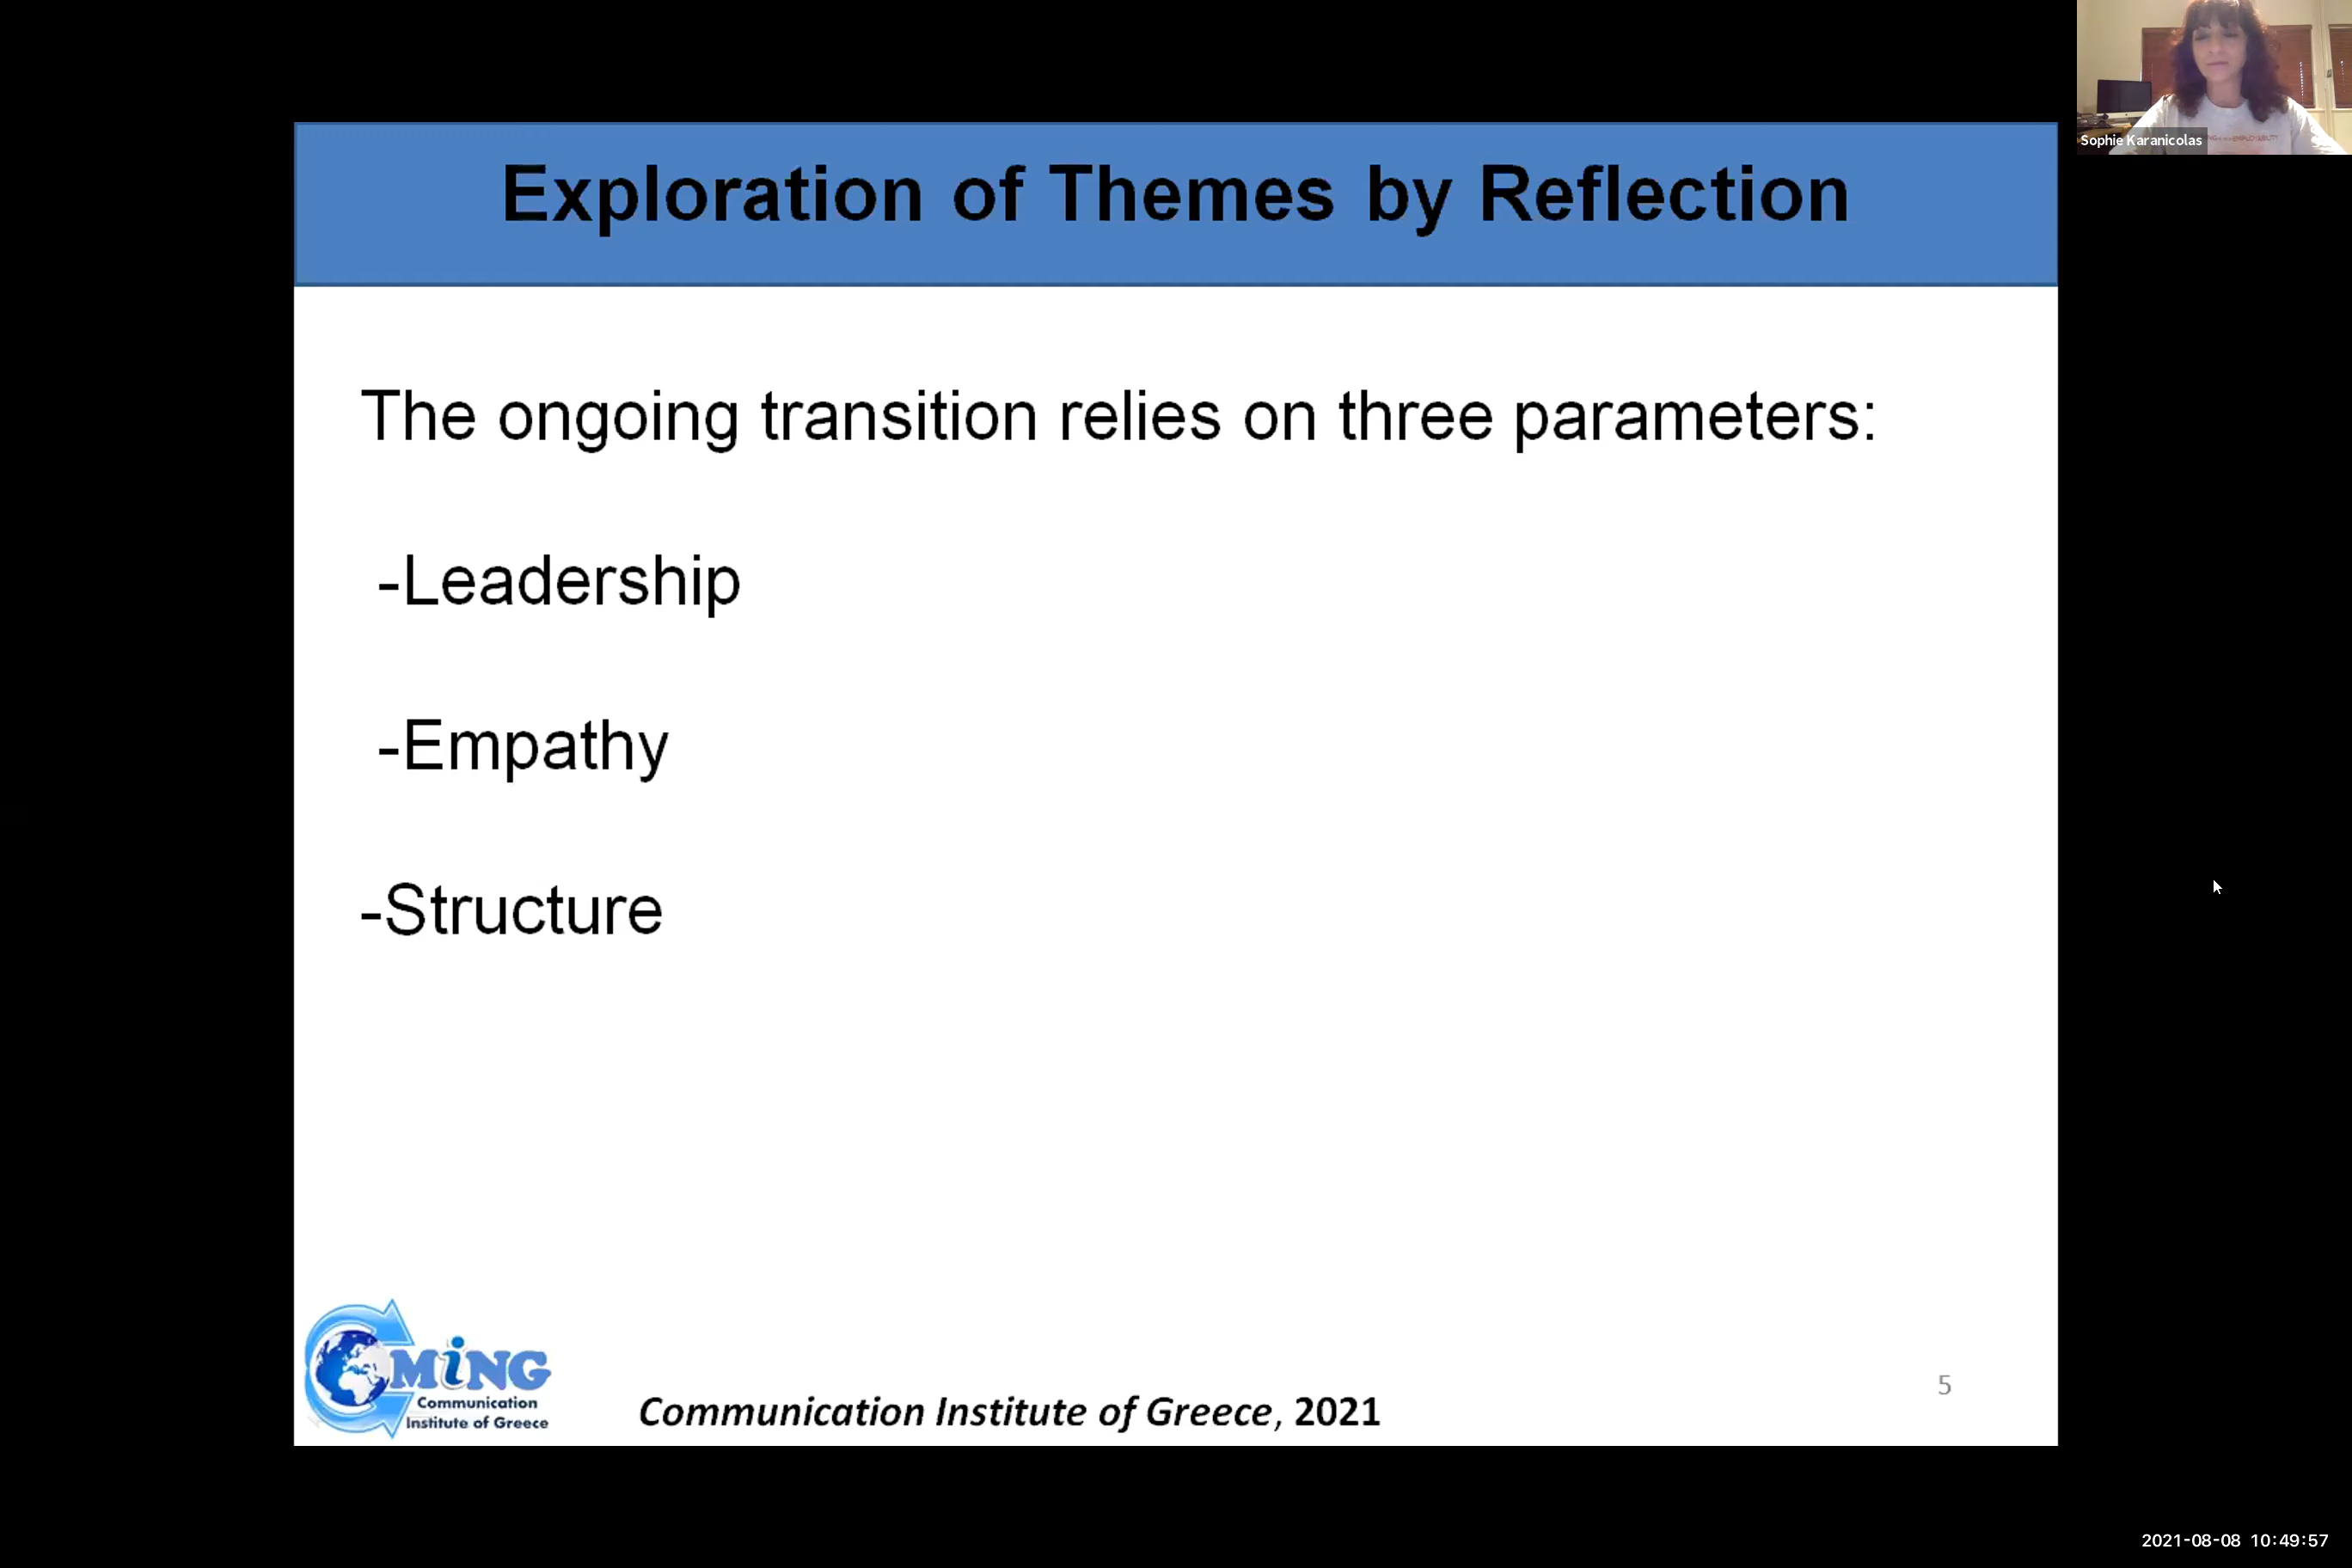 Exploration of Themes by Reflection
Sophie Karanicolas
The ongoing transition relies on three parameters:
-Leadership
-Empathy
-Structure
MiNG
Communication
Institute of Greece
Communication Institute of Greece, 2021
5
2021-08-08 10:49:57